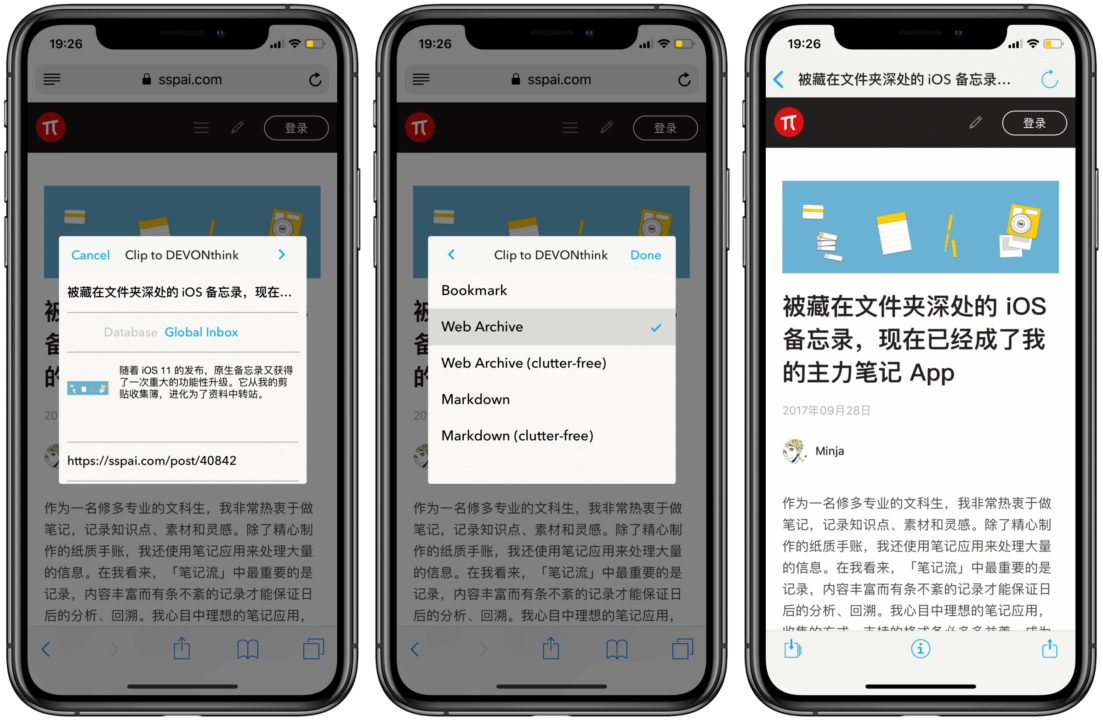 19:26
sspai.com
π
登录
Cancel
Clip to DEVONthink
被藏在文件夹深处的 iOS 备忘录，现在…
Database Global Inbox
随着 iOS 11 的发布，原生备忘录又获得
了一次重大的功能性升级。它从我的剪
贴收集薄，进化为了资料中转站。
https://sspai.com/post/40842
被
备
的
20
作为一名修多专业的文科生，我非常热衷于做
笔记，记录知识点、素材和灵感。除了精心制
作的纸质手账，我还使用笔记应用来处理大量
的信息。在我看来，「笔记流」中最重要的是
记录，内容丰富而有条不紊的记录才能保证日
后的分析、回溯。我心目中理想的笔记应用，
19:26
sspai.com
π
登录
Clip to DEVONthink
Done
Bookmark
Web Archive
Web Archive (clutter-free)
Markdown
Markdown (clutter-free)
被
备
的
20
作为一名修多专业的文科生，我非常热衷于做
笔记，记录知识点、素材和灵感。除了精心制
作的纸质手账，我还使用笔记应用来处理大量
的信息。在我看来，「笔记流」中最重要的是
记录，内容丰富而有条不紊的记录才能保证日
后的分析、回溯。我心目中理想的笔记应用，
19:26
被藏在文件夹深处的 iOS 备忘录…
π
登录
被藏在文件夹深处的 iOS
备忘录，现在已经成了我
的主力笔记 App
2017年09月28日
Minja
作为一名修多专业的文科生，我非常热衷于做
笔记，记录知识点、素材和灵感。除了精心制
作的纸质手账，我还使用笔记应用来处理大量
的信息。在我看来，「笔记流」中最重要的是
记录，内容丰富而有条不紊的记录才能保证日
后的分析、回溯。我心目中理想的笔记应用，
收集的方式、支持的格式务必多多益善，成为